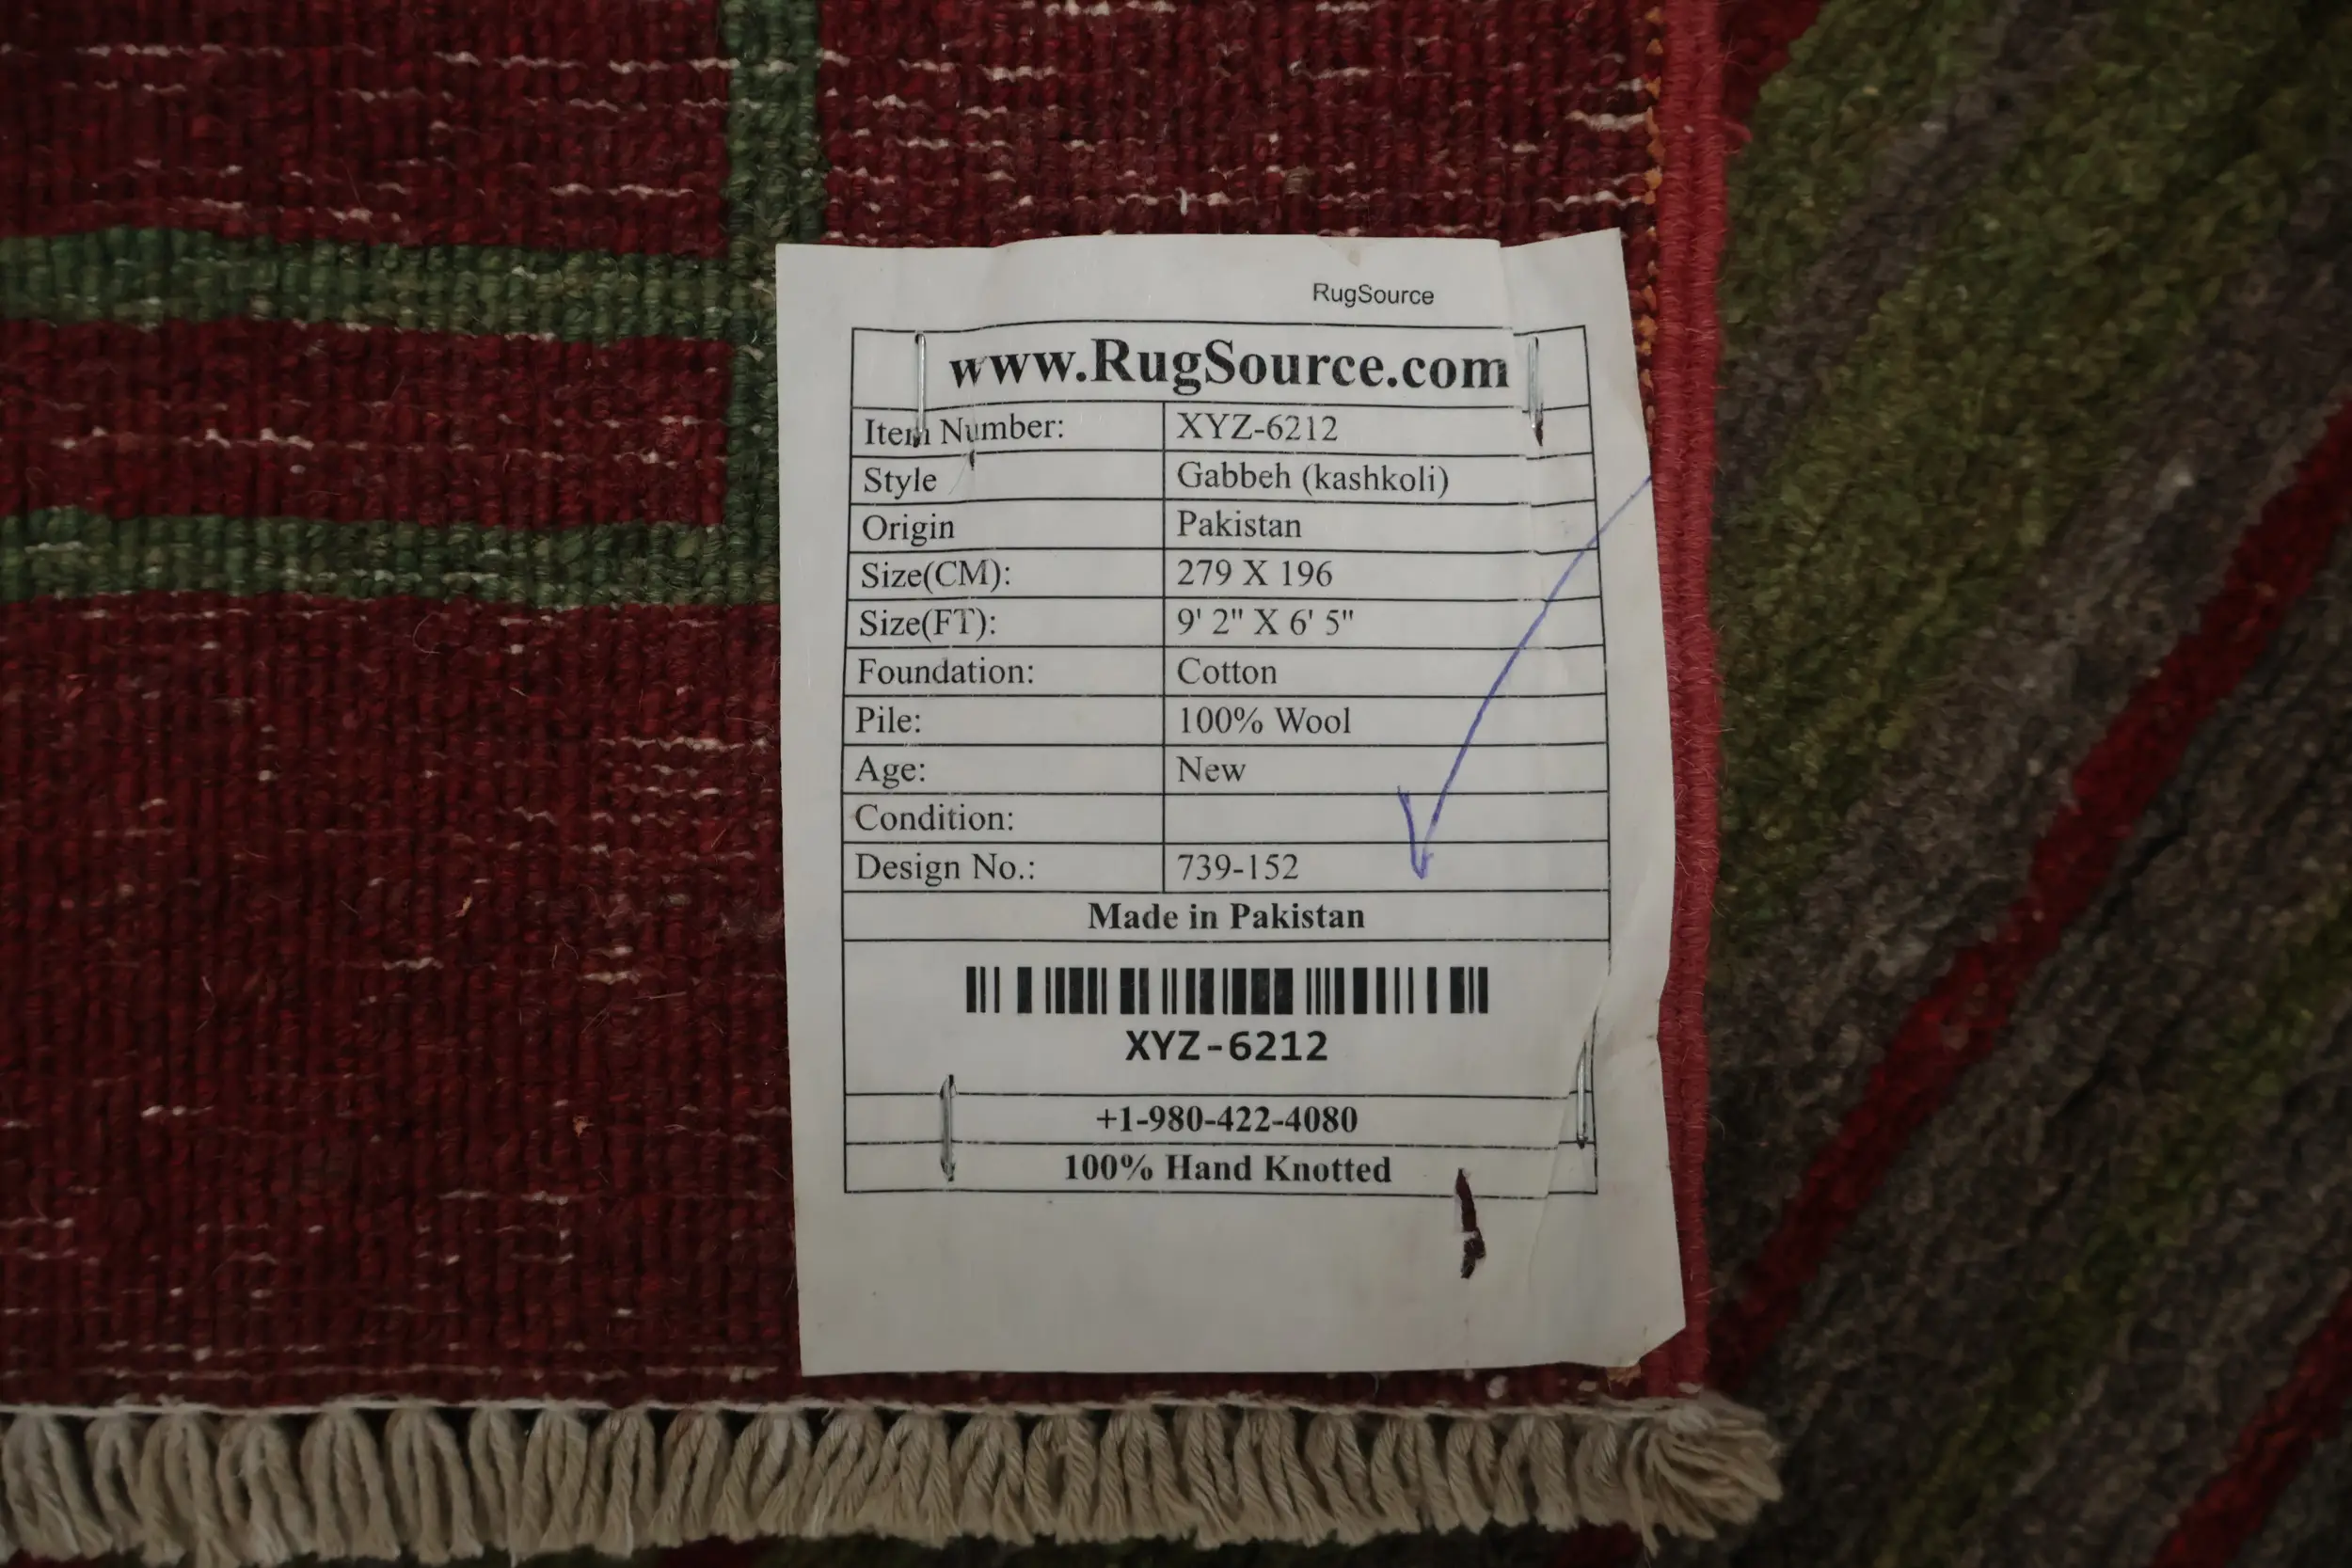 RugSource
www.RugSource.com
Item Number: XYZ-6212
Style Gabbeh (kashkoli)
Origin Pakistan
Size(CM): 279 X 196
Size(FT): 9' 2" X 6' 5"
Foundation: Cotton
Pile: 100% Wool
Age: New
Condition:
Design No.: 739-152
Made in Pakistan
XYZ-6212
+1-980-422-4080
100% Hand Knotted